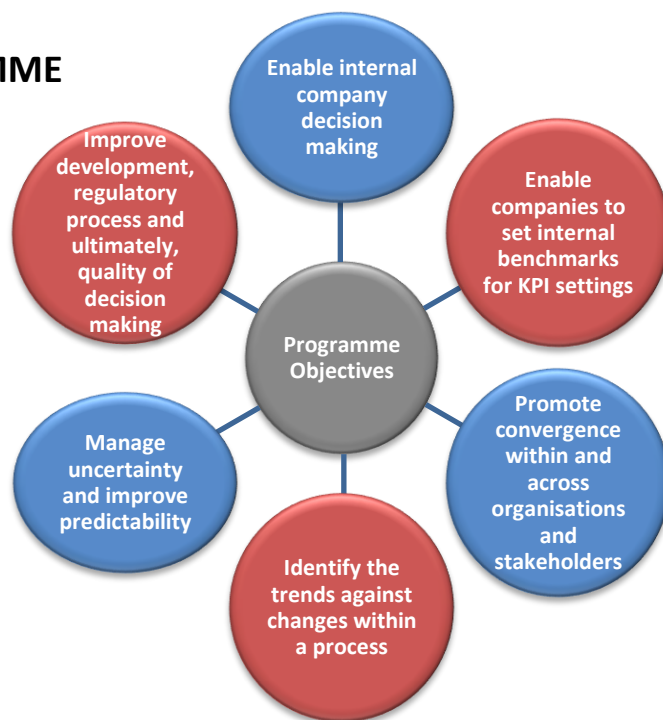 MME
Enable internal
company
decision
making
Enable
companies to
set internal
benchmarks
for KPI settings
Promote
convergence
within and
across
organisations
and
stakeholders
Identify the
trends against
changes within
a process
Manage
uncertainty
and improve
predictability
Improve
development,
regulatory
process and
ultimately,
quality of
decision
making
Programme
Objectives